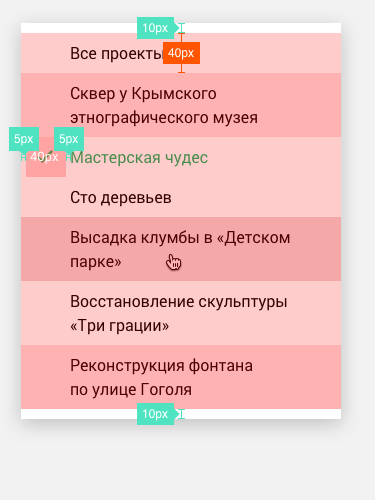 10px
Все проекты
40px
Сквер у Крымского
этнографического музея
5px
5px
40px
Мастерская чудес
Сто деревьев
Высадка клумбы в «Детском
парке»
Восстановление скульптуры
«Три грации»
Реконструкция фонтана
по улице Гоголя
10px